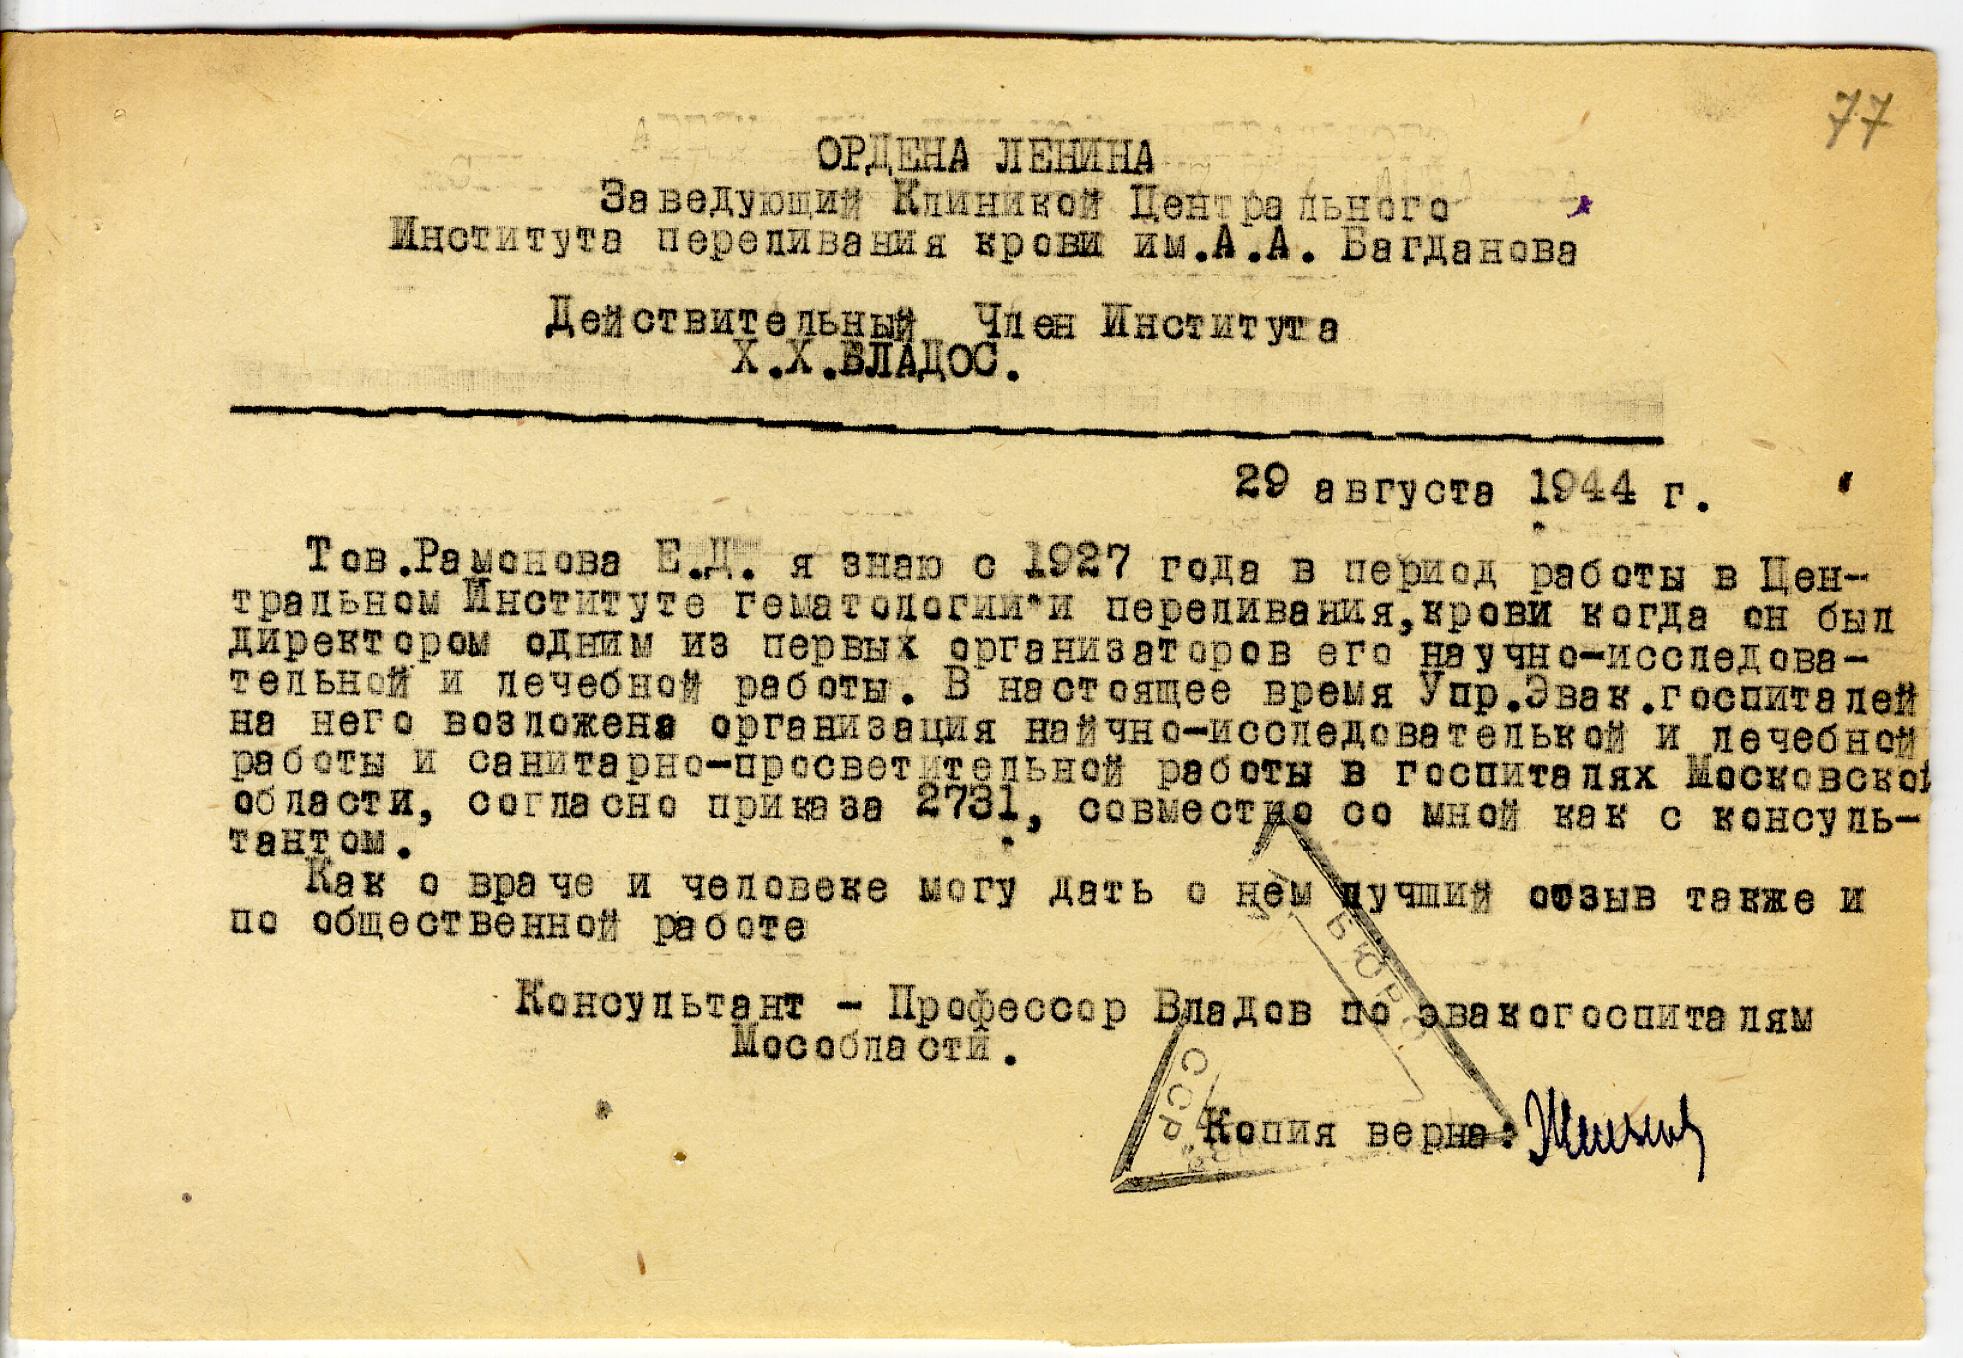 77
ОРДЕНА ЛЕНИНА
Заведующий Клиникой Центрального
Института переливания крови им.А.А. Багданова
Действительный Член Института
Х.Х.ВЛАДОС.
29 августа 1944 г.
Тов.Рамонова Е.Д. я знаю с 1927 года в период работы в Цен-
тральном Институте гематологии и переливания,крови когда он был
директором одним из первых организаторов его научно-исследова-
тельной и лечебной работы. В настоящее время Упр.Эвак.госпиталей
на него возложена организация найчно-исследователькой и лечебной
работы и санитарно-просветительной работы в госпиталях Московской
области, согласно приказа 2731, совместно со мной как с консуль-
тантом.
Как о враче и человеке могу дать о нем лучший отзыв также и
по общественной работе
Консультант - Профессор Владов по эвакогоспиталям
Мособласти.
БЮРО
ССР
Копия верна: